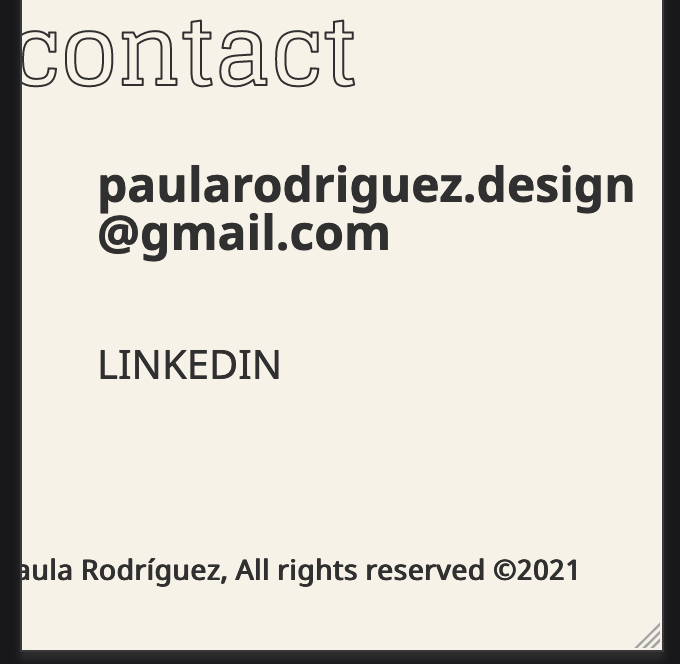 contact
paularodriguez.design
@gmail.com
LINKEDIN
aula Rodríguez, All rights reserved ©2021